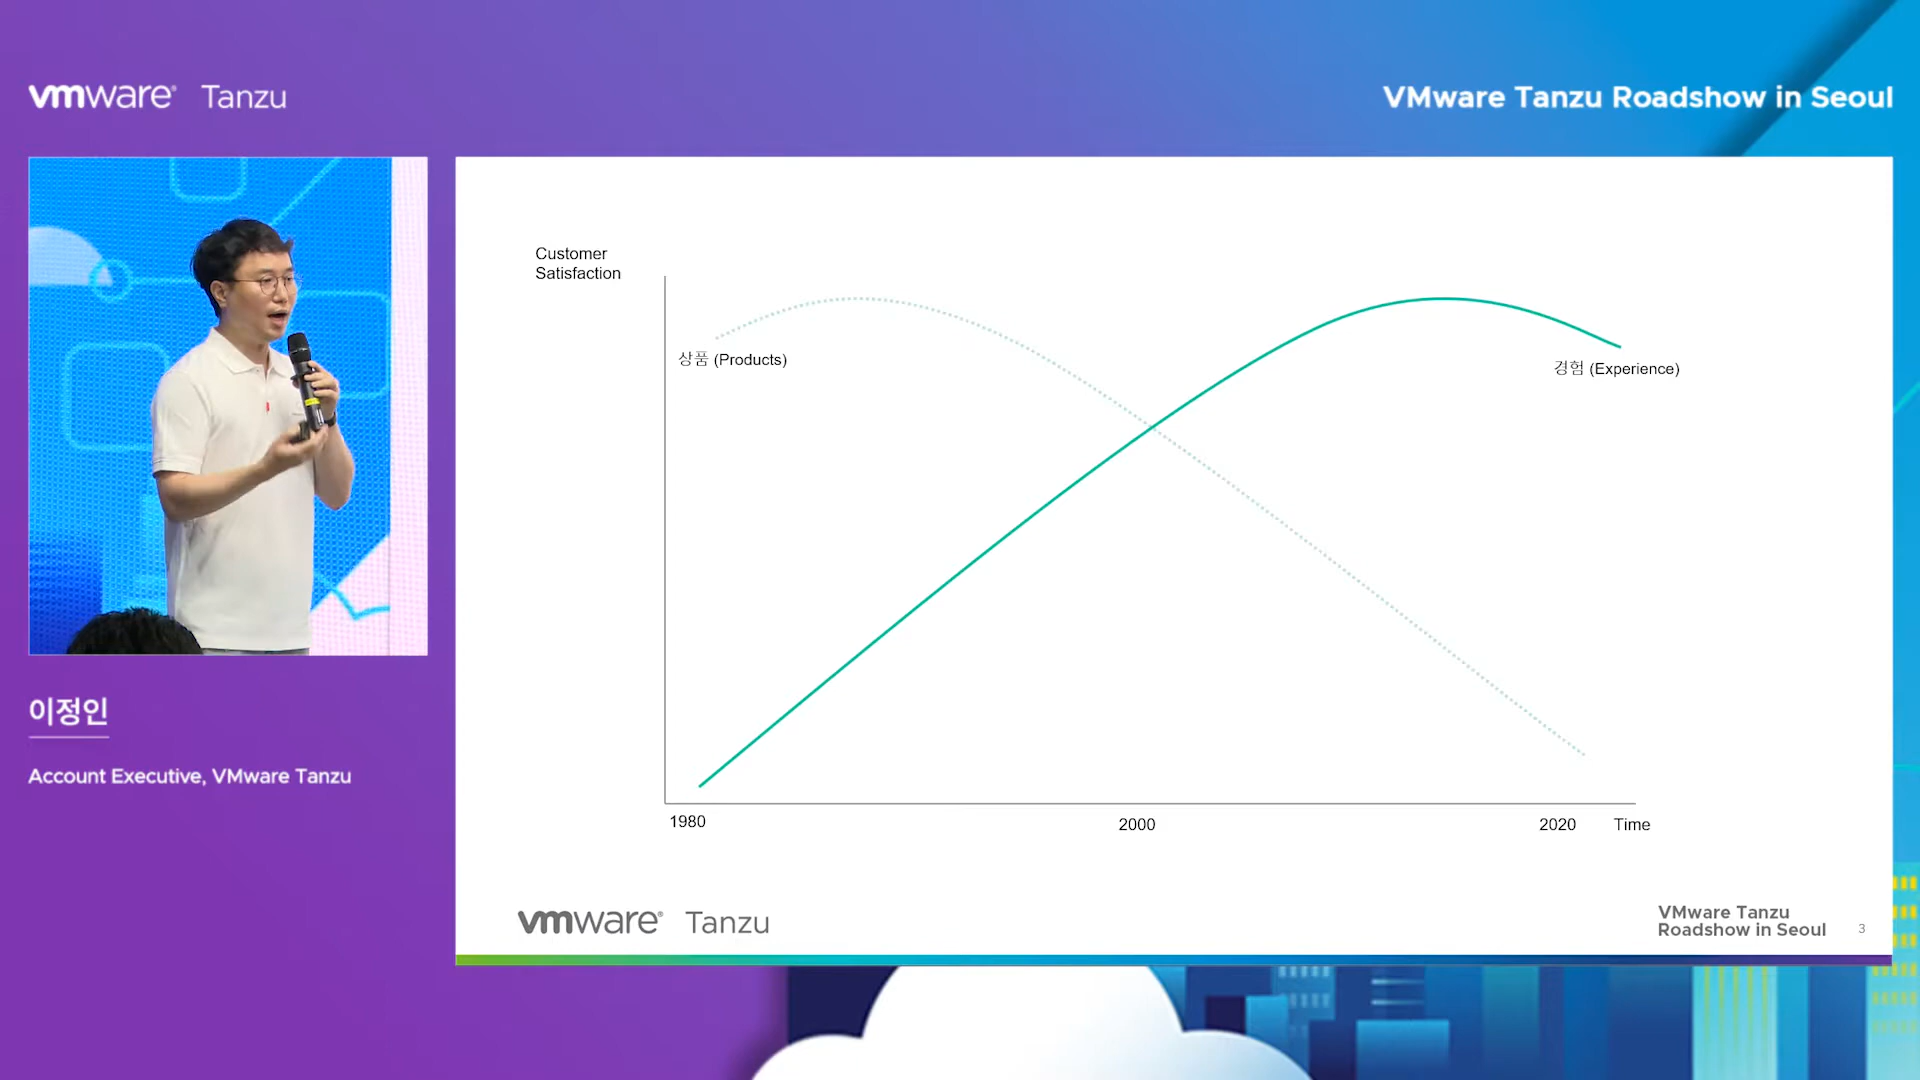 vmware® Tanzu
VMware Tanzu Roadshow in Seoul
Customer
Satisfaction
상품 (Products)
경험 (Experience)
1980
2000
2020
Time
vmware® Tanzu
VMware Tanzu
Roadshow in Seoul
3
이정인
Account Executive, VMware Tanzu